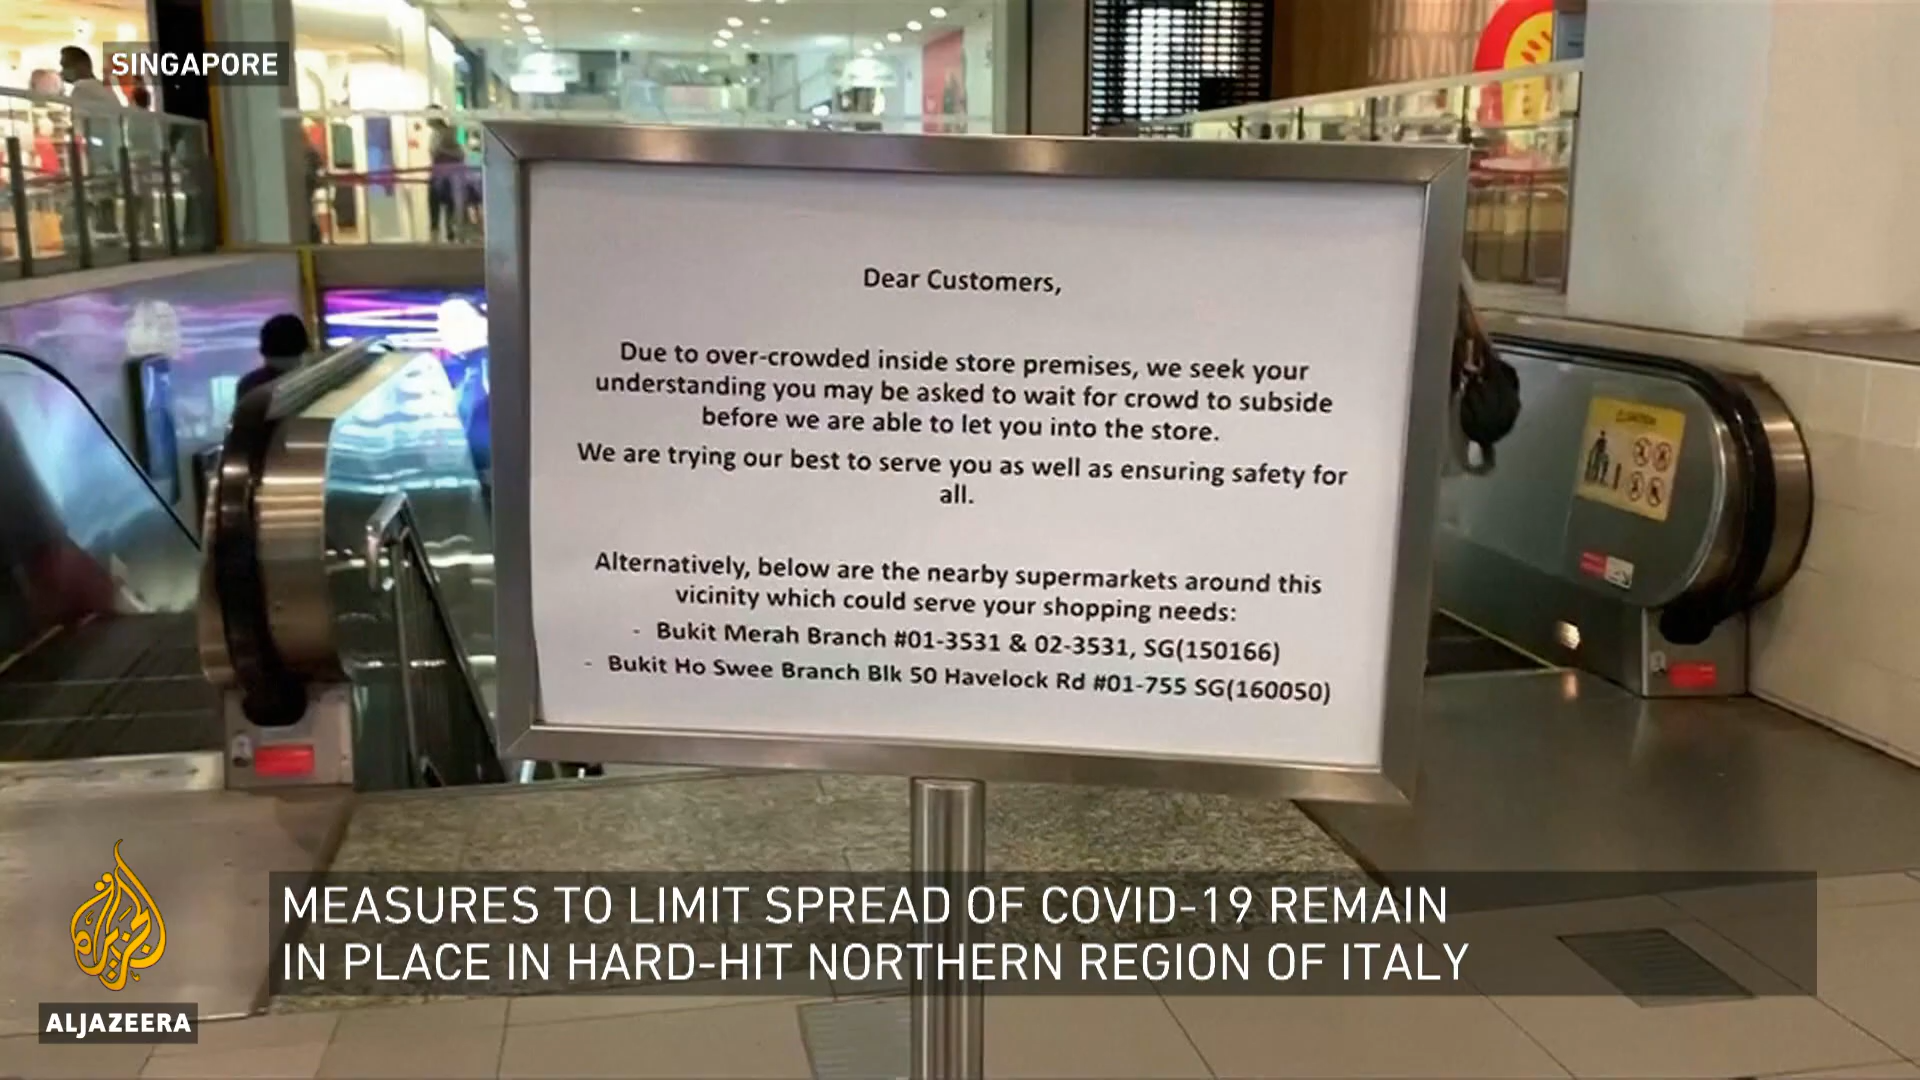 SINGAPORE
Dear Customers,
Due to over-crowded inside store premises, we seek your
understanding you may be asked to wait for crowd to subside
before we are able to let you into the store.
We are trying our best to serve you as well as ensuring safety for
all.
Alternatively, below are the nearby supermarkets around this
vicinity which could serve your shopping needs:
- Bukit Merah Branch #01-3531 & 02-3531, SG(150166)
- Bukit Ho Swee Branch Blk 50 Havelock Rd #01-755 SG(160050)
CAUTION
MEASURES TO LIMIT SPREAD OF COVID-19 REMAIN
IN PLACE IN HARD-HIT NORTHERN REGION OF ITALY
الجزيرة
ALJAZEERA